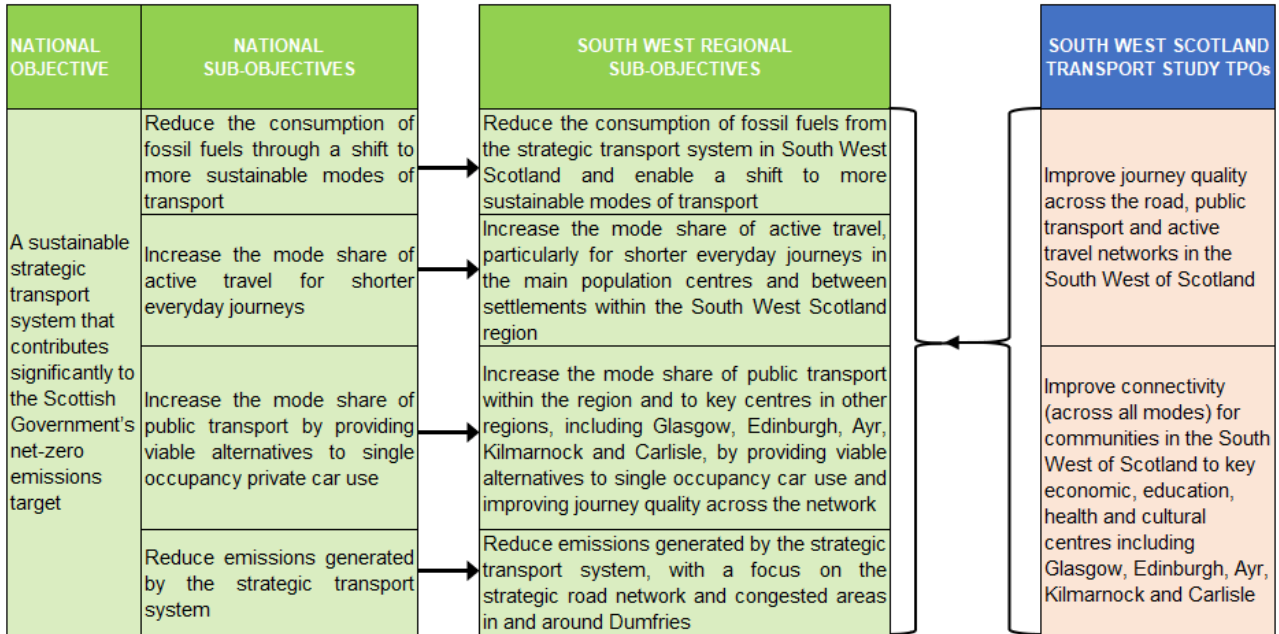 NATIONAL
OBJECTIVE
NATIONAL
SUB-OBJECTIVES
SOUTH WEST REGIONAL
SUB-OBJECTIVES
SOUTH WEST SCOTLAND
TRANSPORT STUDY TPOs
A sustainable
strategic
transport
system that
contributes
significantly to
the Scottish
Government's
net-zero
emissions
target
Reduce the consumption of
fossil fuels through a shift to
more sustainable modes of
transport
Reduce the consumption of fossil fuels from
the strategic transport system in South West
Scotland and enable a shift to more
sustainable modes of transport
Increase the mode share of
active travel for shorter
everyday journeys
Increase the mode share of active travel,
particularly for shorter everyday journeys in
the main population centres and between
settlements within the South West Scotland
region
Increase the mode share of
public transport by providing
viable alternatives to single
occupancy private car use
Increase the mode share of public transport
within the region and to key centres in other
regions, including Glasgow, Edinburgh, Ayr,
Kilmarnock and Carlisle, by providing viable
alternatives to single occupancy car use and
improving journey quality across the network
Reduce emissions generated
by the strategic transport
system
Reduce emissions generated by the strategic
transport system, with a focus on the
strategic road network and congested areas
in and around Dumfries
Improve journey quality
across the road, public
transport and active
travel networks in the
South West of Scotland
Improve connectivity
(across all modes) for
communities in the South
West of Scotland to key
economic, education,
health and cultural
centres including
Glasgow, Edinburgh, Ayr,
Kilmarnock and Carlisle